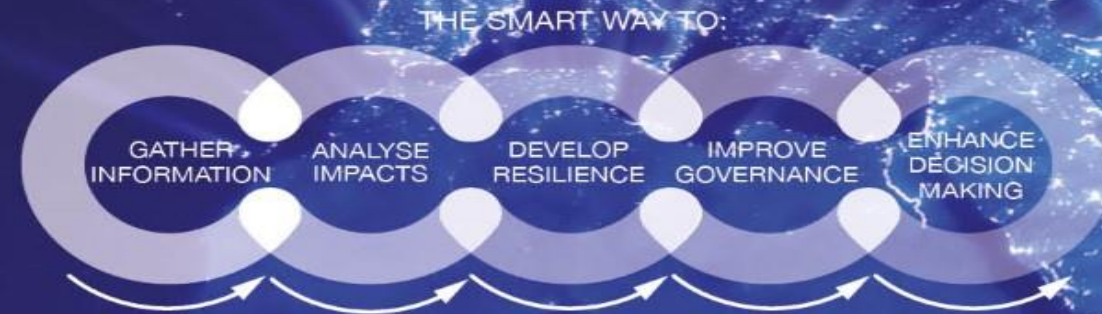 THE SMART WAY TO:
GATHER
INFORMATION
ANALYSE
IMPACTS
DEVELOP
RESILIENCE
IMPROVE
GOVERNANCE
ENHANCE
DECISION
MAKING